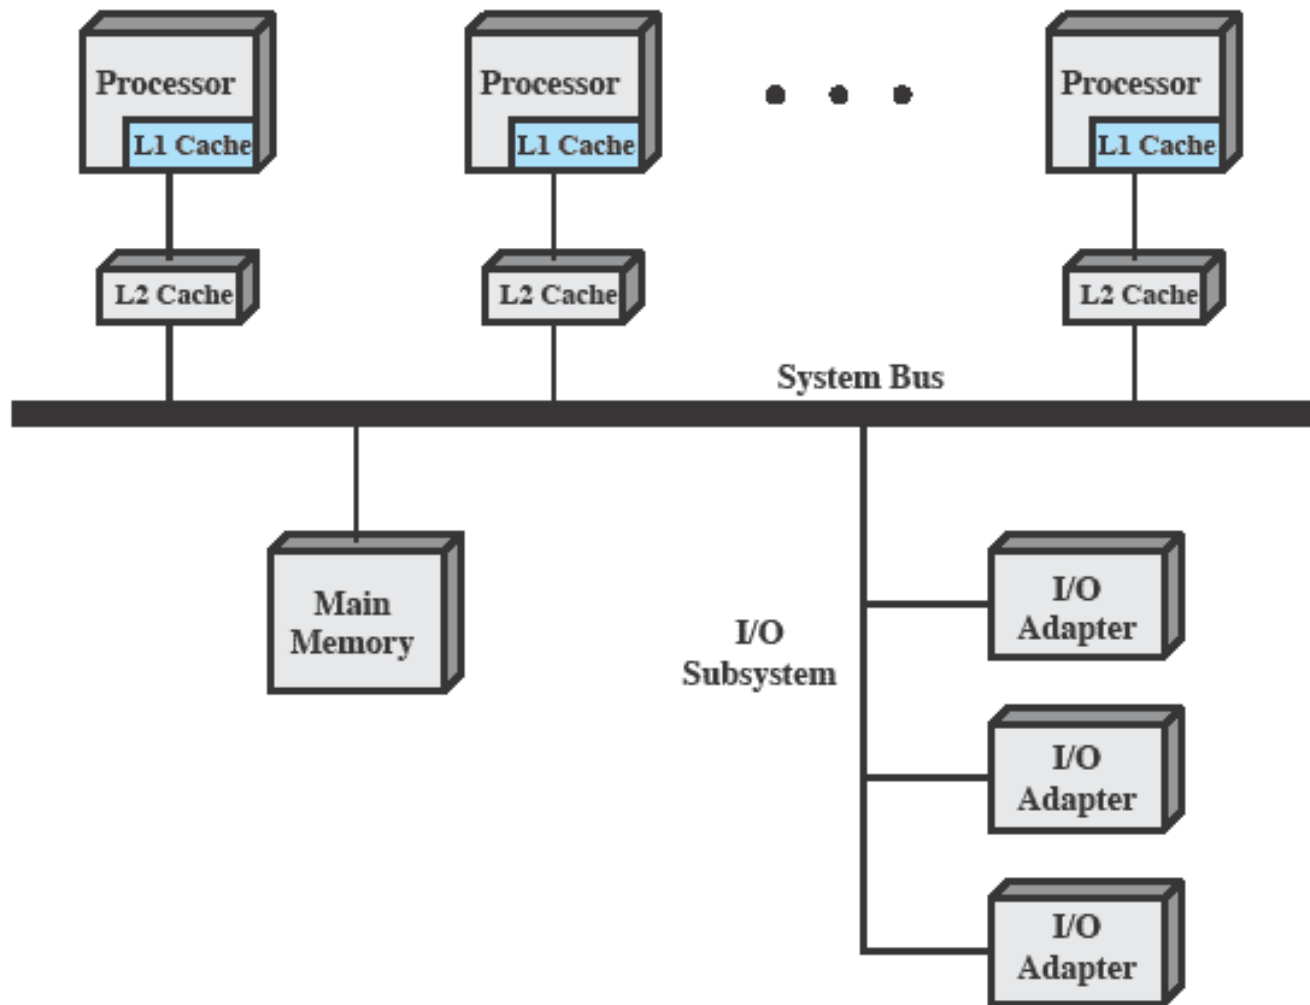 Processor
L1 Cache
L2 Cache
Processor
L1 Cache
L2 Cache
Processor
L1 Cache
L2 Cache
System Bus
Main
Memory
I/O
Subsystem
I/O
Adapter
I/O
Adapter
I/O
Adapter